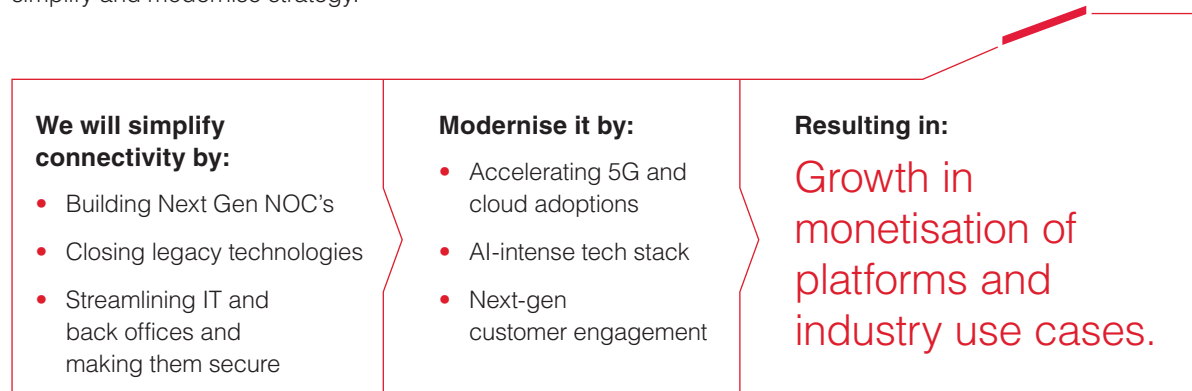 simplify and modernise strategy.
We will simplify
connectivity by:
• Building Next Gen NOC's
• Closing legacy technologies
• Streamlining IT and
back offices and
making them secure
Modernise it by:
• Accelerating 5G and
cloud adoptions
• AI-intense tech stack
• Next-gen
customer engagement
Resulting in:
Growth in
monetisation of
platforms and
industry use cases.